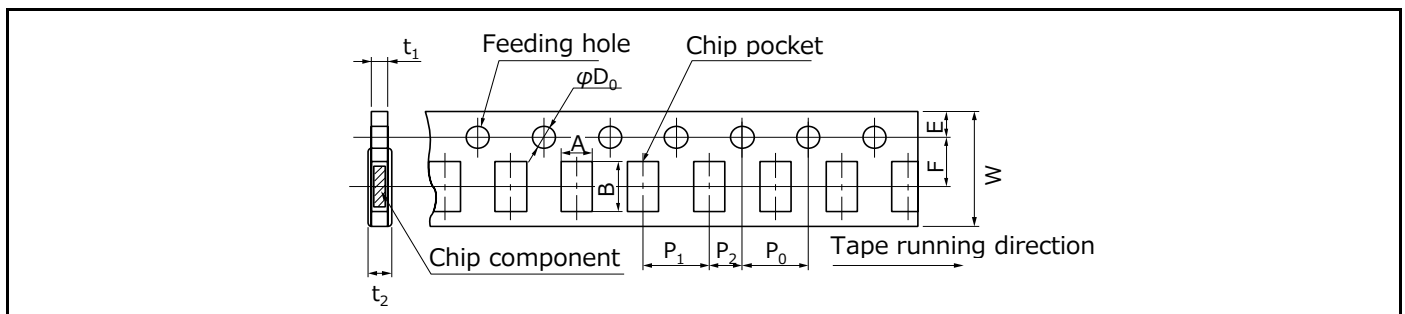 t₁
Feeding hole
Chip pocket
φD₀
E
A
F
B
W
P₁
P₂
P₀
Tape running direction
Chip component
t₂